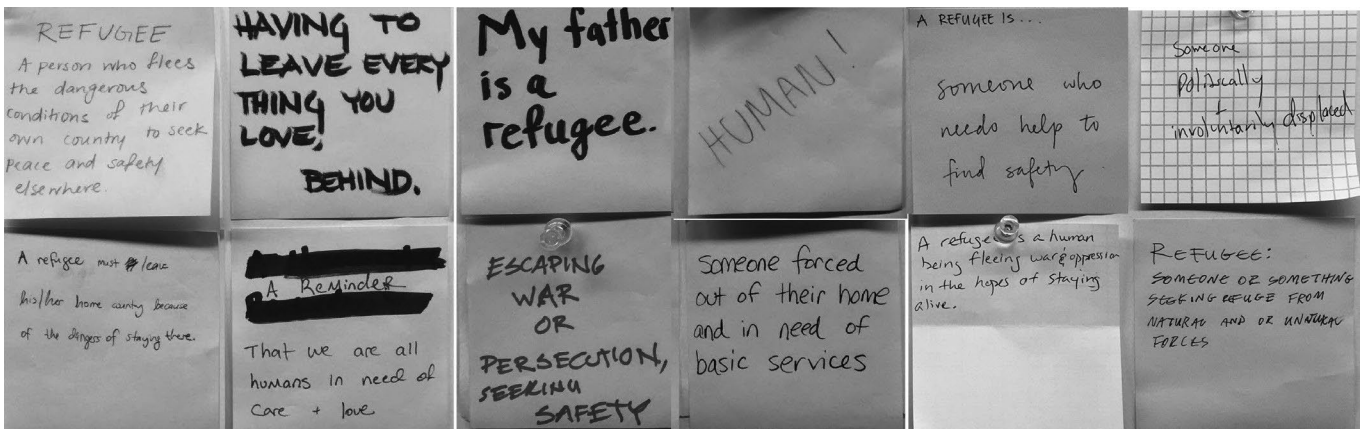 REFUGEE
A person who flees
the dangerous
conditions of their
own country to seek
peace and safety
elsewhere.
HAVING TO
LEAVE EVERY
THING YOU
LOVE,
BEHIND.
My father
is a
refugee.
HUMAN!
A REFUGEE IS...
someone who
needs help to
find safety.
Someone
Politically
+
involuntarily displaced
A refugee must leave
his/her home country because
of the dangers of staying there.
A Reminder
That we are all
humans in need of
care + love
ESCAPING
WAR
OR
PERSECUTION,
SEEKING
SAFETY
Someone forced
out of their home
and in need of
basic services
A refugee is a human
being fleeing war & oppression
in the hopes of staying
alive.
REFUGEE:
SOMEONE OR SOMETHING
SEEKING REFUGE FROM
NATURAL AND OR UNNATURAL
FORCES